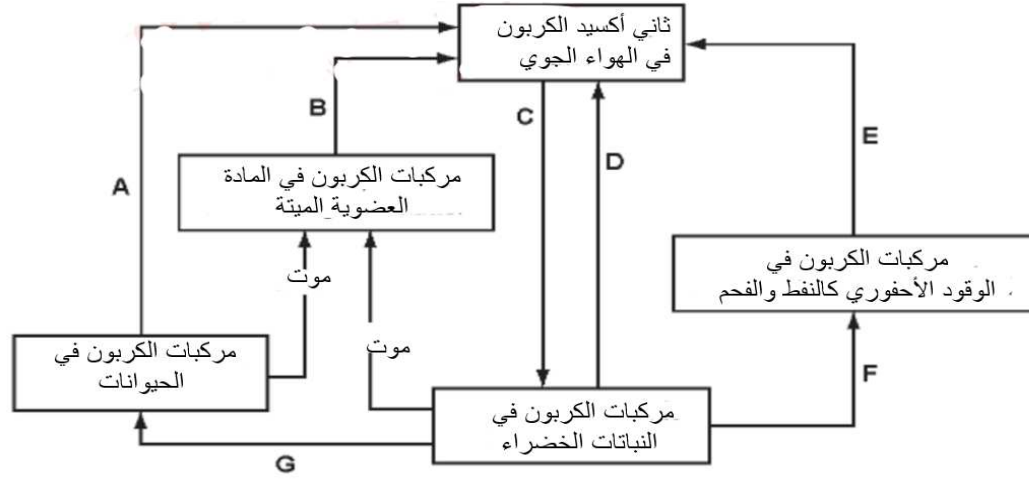 ثاني أكسيد الكربون
في الهواء الجوي
A
B
C
D
E
مركبات الكربون في المادة
العضوية الميتة
مركبات الكربون في
الوقود الأحفوري كالنفط والفحم
موت
موت
مركبات الكربون في
الحيوانات
F
مركبات الكربون في
النباتات الخضراء
G